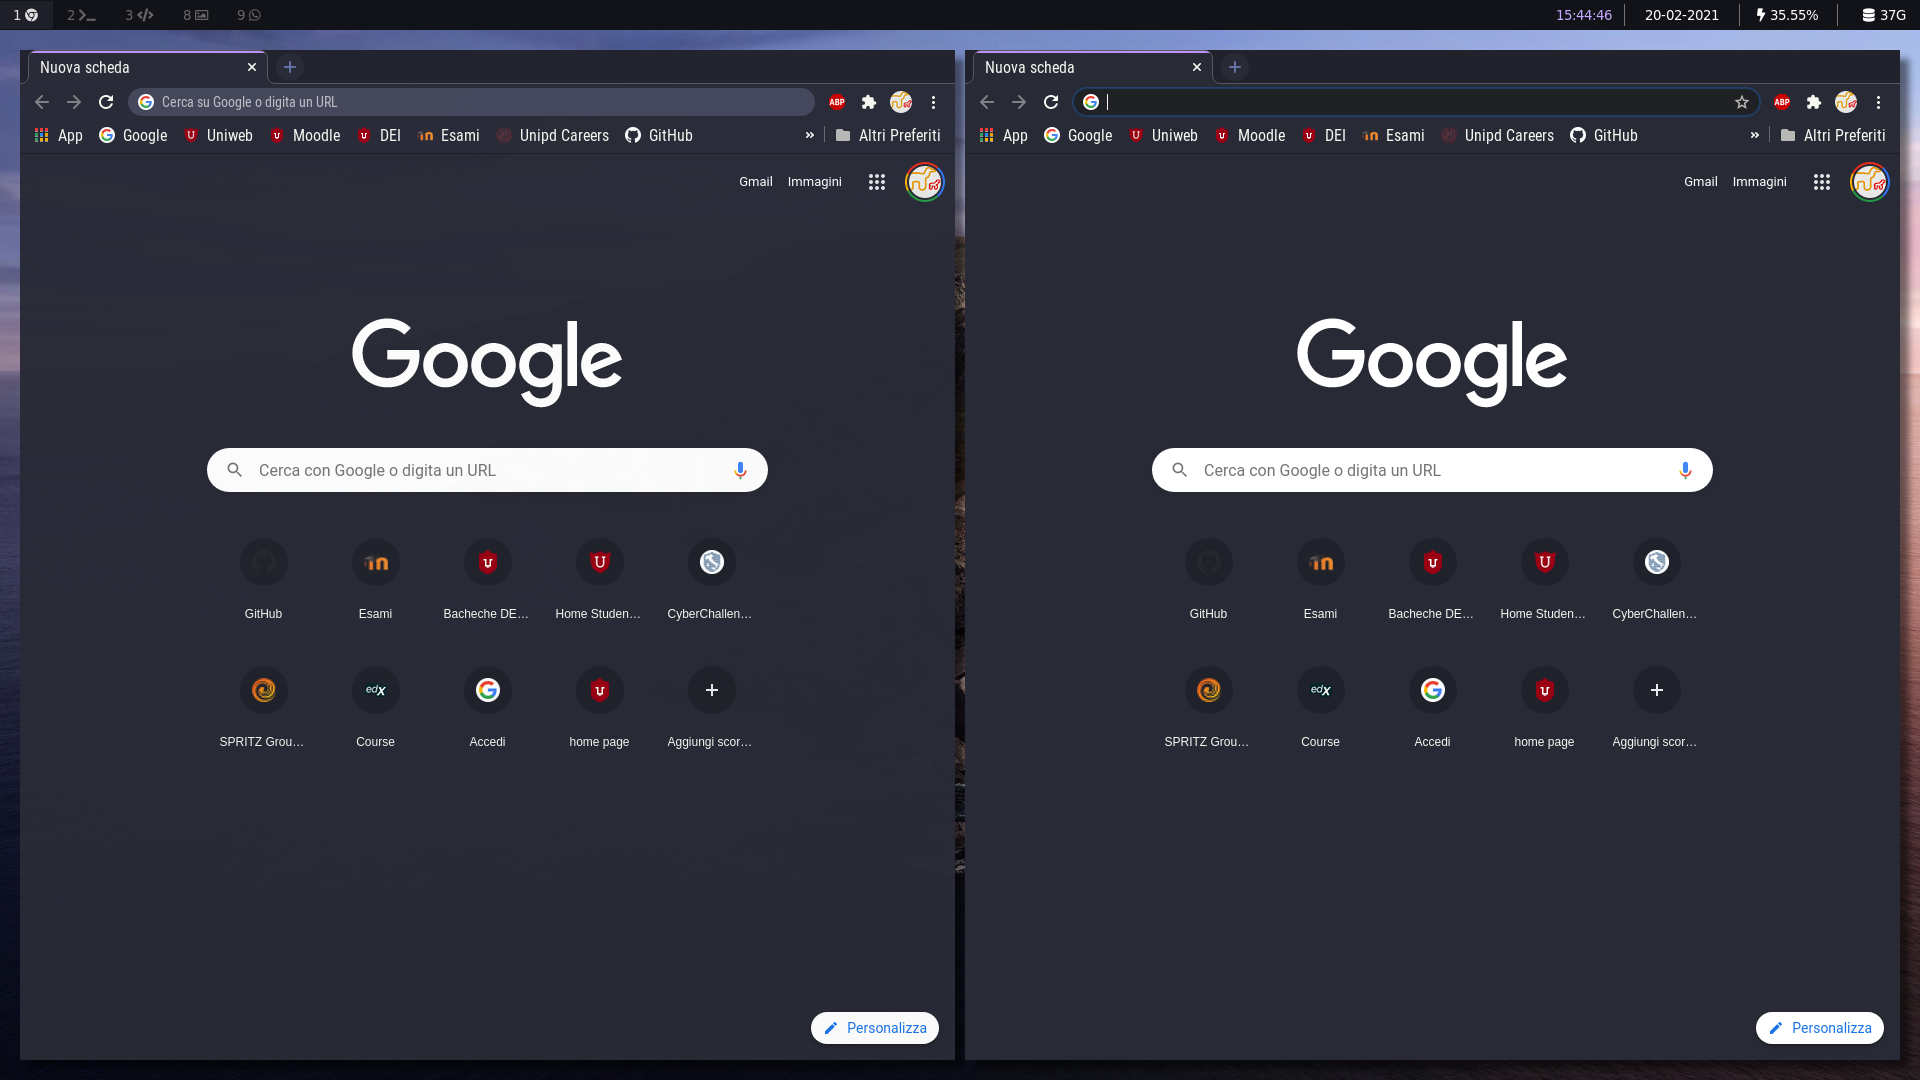 1 2 3 8 9 15:44:46 20-02-2021 35.55% 37G
Nuova scheda
Cerca su Google o digita un URL ABP
App Google Uniweb Moodle DEI Esami Unipd Careers GitHub » Altri Preferiti
Gmail Immagini
Google
Cerca con Google o digita un URL
GitHub Esami Bacheche DE… Home Studen… CyberChallen…
edX
SPRITZ Grou… Course Accedi home page Aggiungi scor…
Personalizza
Nuova scheda
ABP
App Google Uniweb Moodle DEI Esami Unipd Careers GitHub » Altri Preferiti
Gmail Immagini
Google
Cerca con Google o digita un URL
GitHub Esami Bacheche DE… Home Studen… CyberChallen…
edX
SPRITZ Grou… Course Accedi home page Aggiungi scor…
Personalizza